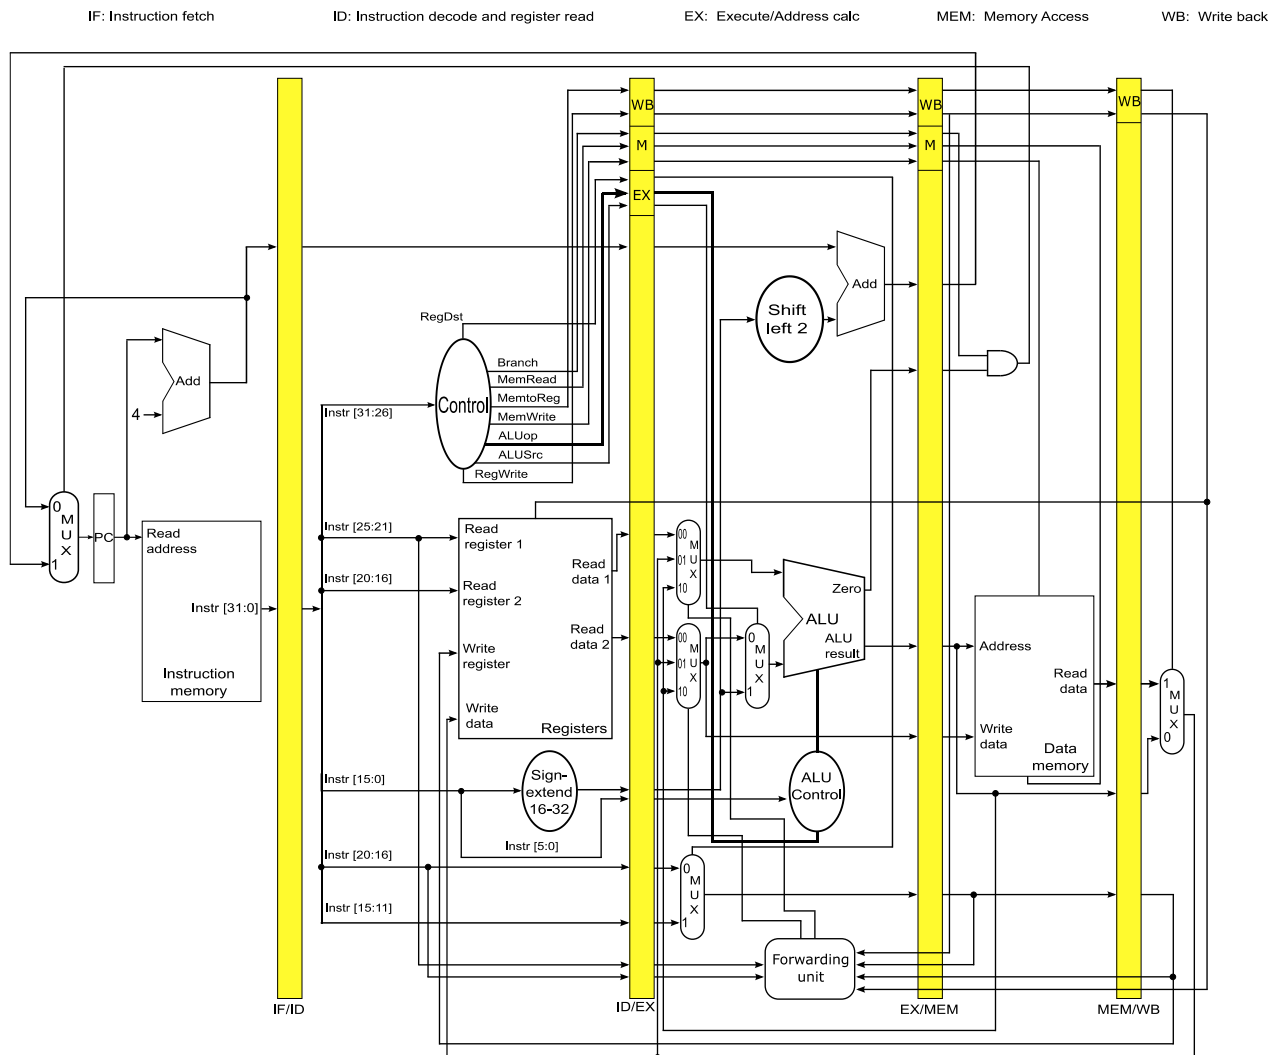 IF: Instruction fetch
ID: Instruction decode and register read
EX: Execute/Address calc
MEM: Memory Access
WB: Write back
WB
WB
WB
M
M
EX
Add
Shift
left 2
RegDst
Branch
MemRead
MemtoReg
MemWrite
ALUop
ALUSrc
RegWrite
Control
Add
4
Instr [31:26]
0
M
U
X
1
PC
Read
address
Instr [31:0]
Instruction
memory
Instr [25:21]
Instr [20:16]
Read
register 1
Read
register 2
Write
register
Write
data
Read
data 1
Read
data 2
Registers
00
01
10
M
U
X
00
01
10
M
U
X
0
1
M
U
X
Zero
ALU
ALU
result
Address
Read
data
Write
data
Data
memory
1
M
U
X
0
Instr [15:0]
Sign-
extend
16-32
Instr [5:0]
ALU
Control
Instr [20:16]
Instr [15:11]
0
M
U
X
1
Forwarding
unit
IF/ID
ID/EX
EX/MEM
MEM/WB